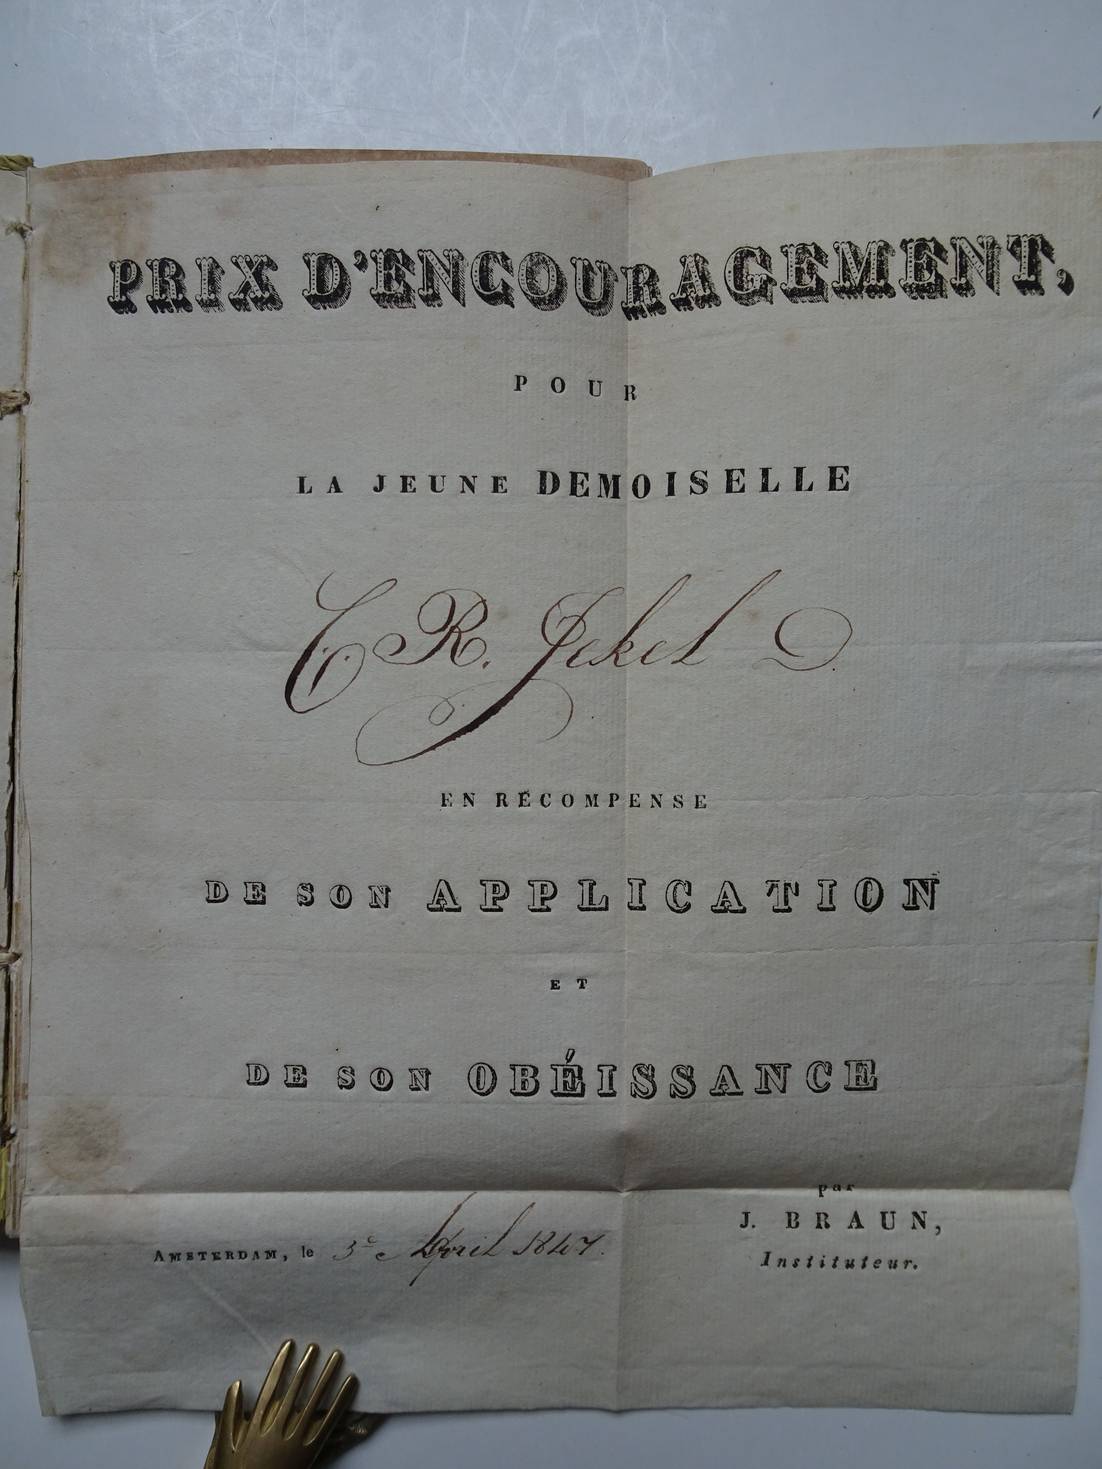 PRIX D'ENCOURAGEMENT,
POUR
LA JEUNE DEMOISELLE
C R. Jekel
EN RÉCOMPENSE
DE SON APPLICATION
ET
DE SON OBÉISSANCE
par
J. BRAUN,
AMSTERDAM, le 3e April 1847.
Instituteur.